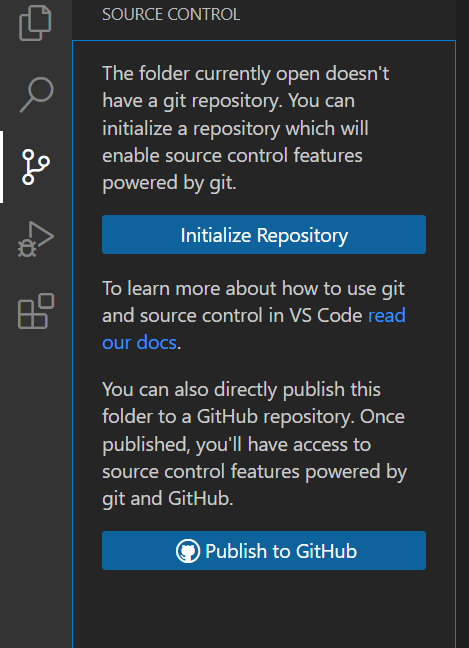 SOURCE CONTROL
The folder currently open doesn't
have a git repository. You can
initialize a repository which will
enable source control features
powered by git.
Initialize Repository
To learn more about how to use git
and source control in VS Code read
our docs.
You can also directly publish this
folder to a GitHub repository. Once
published, you'll have access to
source control features powered by
git and GitHub.
Publish to GitHub